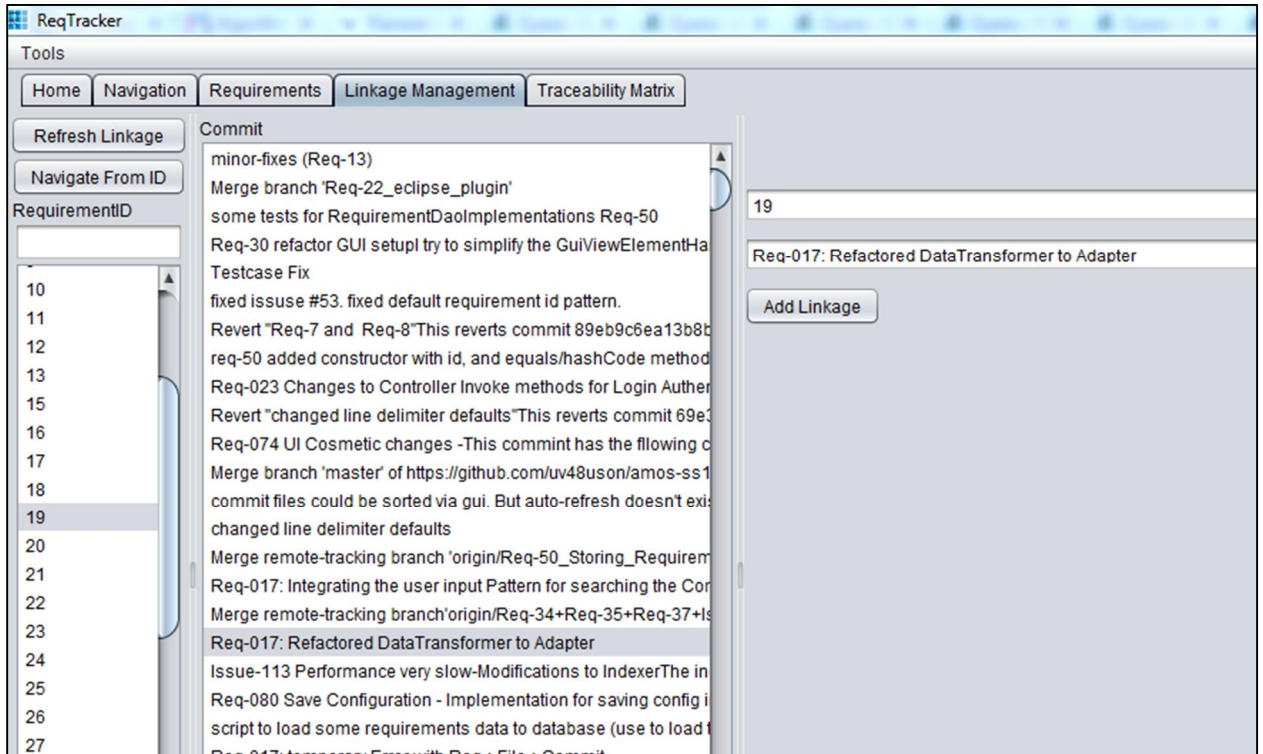 ReqTracker
Tools
Home Navigation Requirements Linkage Management Traceability Matrix
Refresh Linkage
Navigate From ID
RequirementID
10
11
12
13
15
16
17
18
19
20
21
22
23
24
25
26
27
Commit
minor-fixes (Req-13)
Merge branch 'Req-22_eclipse_plugin'
some tests for RequirementDaoImplementations Req-50
Req-30 refactor GUI setupI try to simplify the GuiViewElementHa
Testcase Fix
fixed issuse #53. fixed default requirement id pattern.
Revert "Req-7 and Req-8"This reverts commit 89eb9c6ea13b8b
req-50 added constructor with id, and equals/hashCode method
Req-023 Changes to Controller Invoke methods for Login Auther
Revert "changed line delimiter defaults"This reverts commit 69e3
Req-074 UI Cosmetic changes -This commint has the fllowing c
Merge branch 'master' of https://github.com/uv48uson/amos-ss1
commit files could be sorted via gui. But auto-refresh doesn't exi
changed line delimiter defaults
Merge remote-tracking branch 'origin/Req-50_Storing_Requirem
Req-017: Integrating the user input Pattern for searching the Cor
Merge remote-tracking branch'origin/Req-34+Req-35+Req-37+Is
Req-017: Refactored DataTransformer to Adapter
Issue-113 Performance very slow-Modifications to IndexerThe in
Req-080 Save Configuration - Implementation for saving config i
script to load some requirements data to database (use to load t
19
Req-017: Refactored DataTransformer to Adapter
Add Linkage